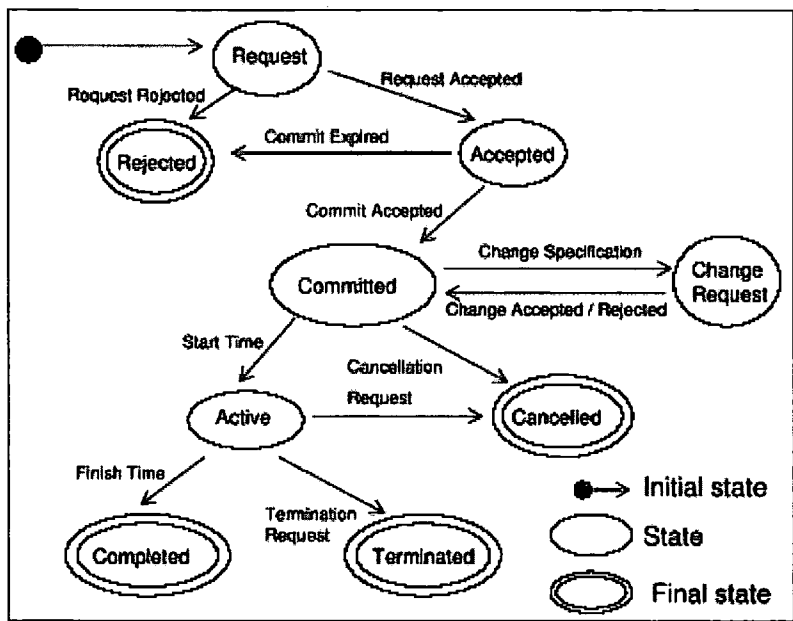 Request
Request Accepted
Request Rejected
Rejected
Commit Expired
Accepted
Commit Accepted
Committed
Change Specification
Change Accepted / Rejected
Change
Request
Start Time
Cancellation
Request
Active
Cancelled
Finish Time
Termination
Request
Completed
Terminated
Initial state
State
Final state